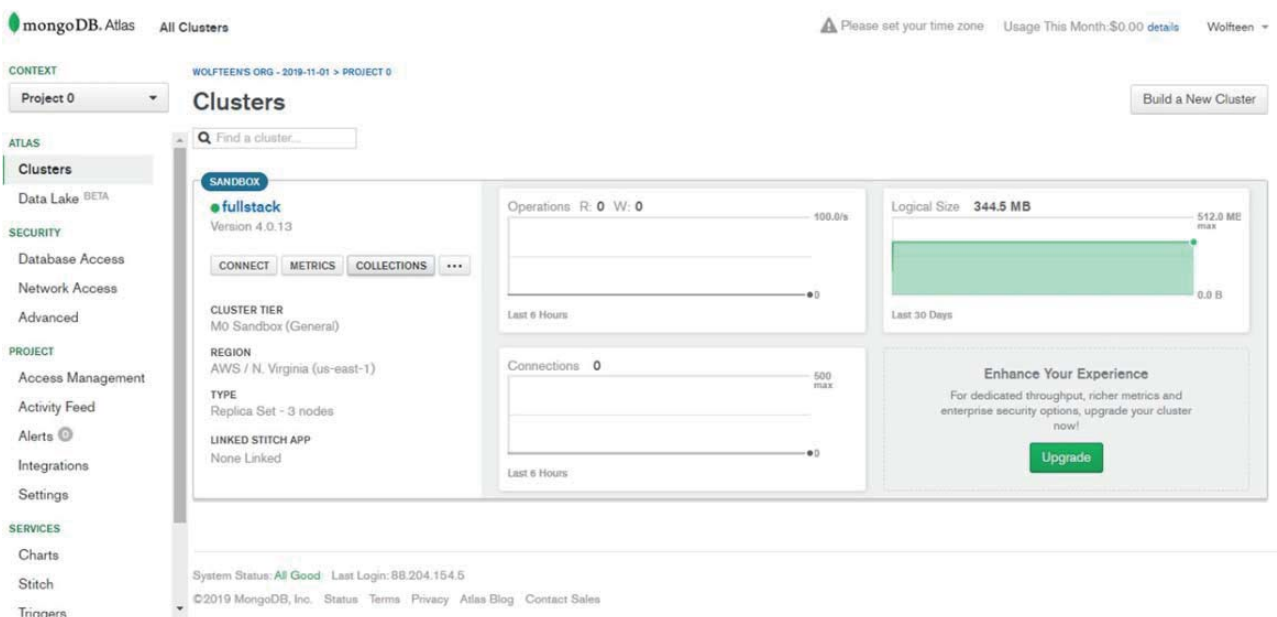 mongoDB. Atlas All Clusters
Please set your time zone Usage This Month:$0.00 details Wolfteen
CONTEXT
Project 0
ATLAS
Clusters
Data Lake BETA
SECURITY
Database Access
Network Access
Advanced
PROJECT
Access Management
Activity Feed
Alerts 0
Integrations
Settings
SERVICES
Charts
Stitch
Triggers
WOLFTEEN'S ORG - 2019-11-01 > PROJECT 0
Clusters
Build a New Cluster
Find a cluster...
SANDBOX
fullstack
Version 4.0.13
CONNECT METRICS COLLECTIONS ...
CLUSTER TIER
M0 Sandbox (General)
REGION
AWS / N. Virginia (us-east-1)
TYPE
Replica Set - 3 nodes
LINKED STITCH APP
None Linked
Operations R: 0 W: 0
100.0/s
0
Last 6 Hours
Logical Size 344.5 MB
512.0 MB
max
0.0 B
Last 30 Days
Connections 0
500
max
0
Last 6 Hours
Enhance Your Experience
For dedicated throughput, richer metrics and
enterprise security options, upgrade your cluster
now!
Upgrade
System Status: All Good Last Login: 88.204.154.5
©2019 MongoDB, Inc. Status Terms Privacy Atlas Blog Contact Sales